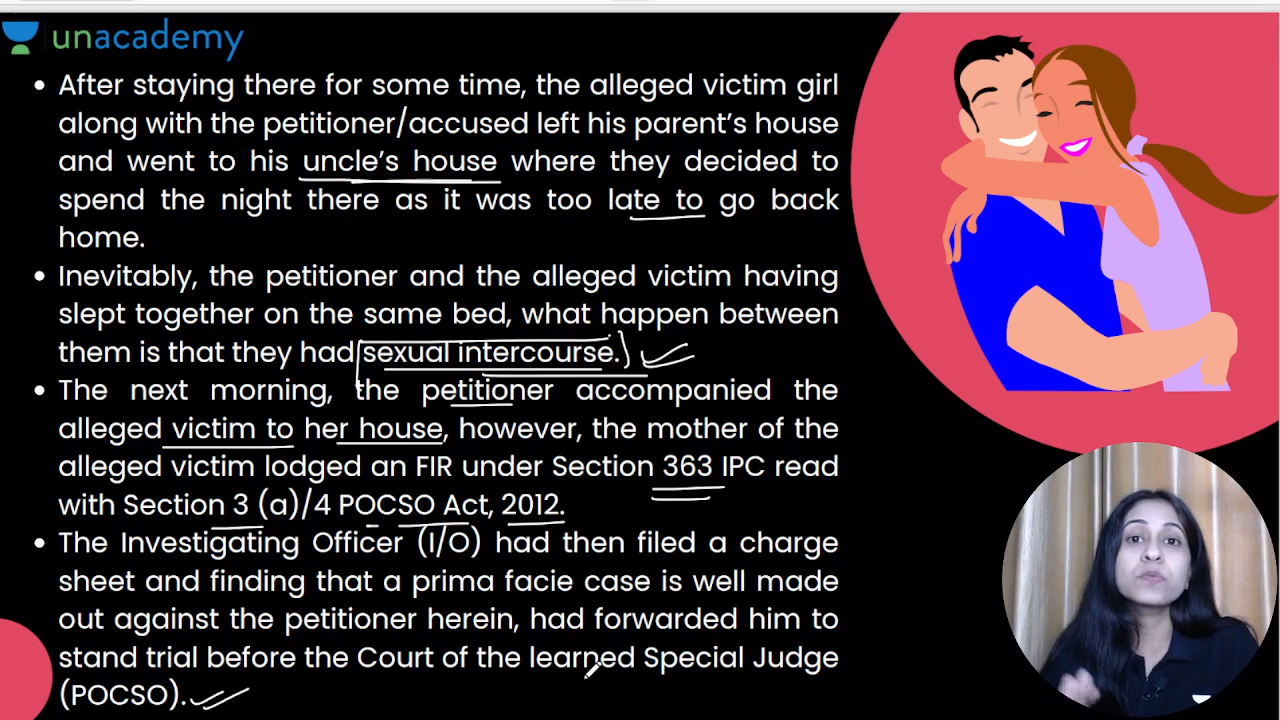 unacademy
• After staying there for some time, the alleged victim girl
along with the petitioner/accused left his parent's house
and went to his uncle's house where they decided to
spend the night there as it was too late to go back
home.
• Inevitably, the petitioner and the alleged victim having
slept together on the same bed, what happen between
them is that they had sexual intercourse.
• The next morning, the petitioner accompanied the
alleged victim to her house, however, the mother of the
alleged victim lodged an FIR under Section 363 IPC read
with Section 3 (a)/4 POCSO Act, 2012.
• The Investigating Officer (I/O) had then filed a charge
sheet and finding that a prima facie case is well made
out against the petitioner herein, had forwarded him to
stand trial before the Court of the learned Special Judge
(POCSO).